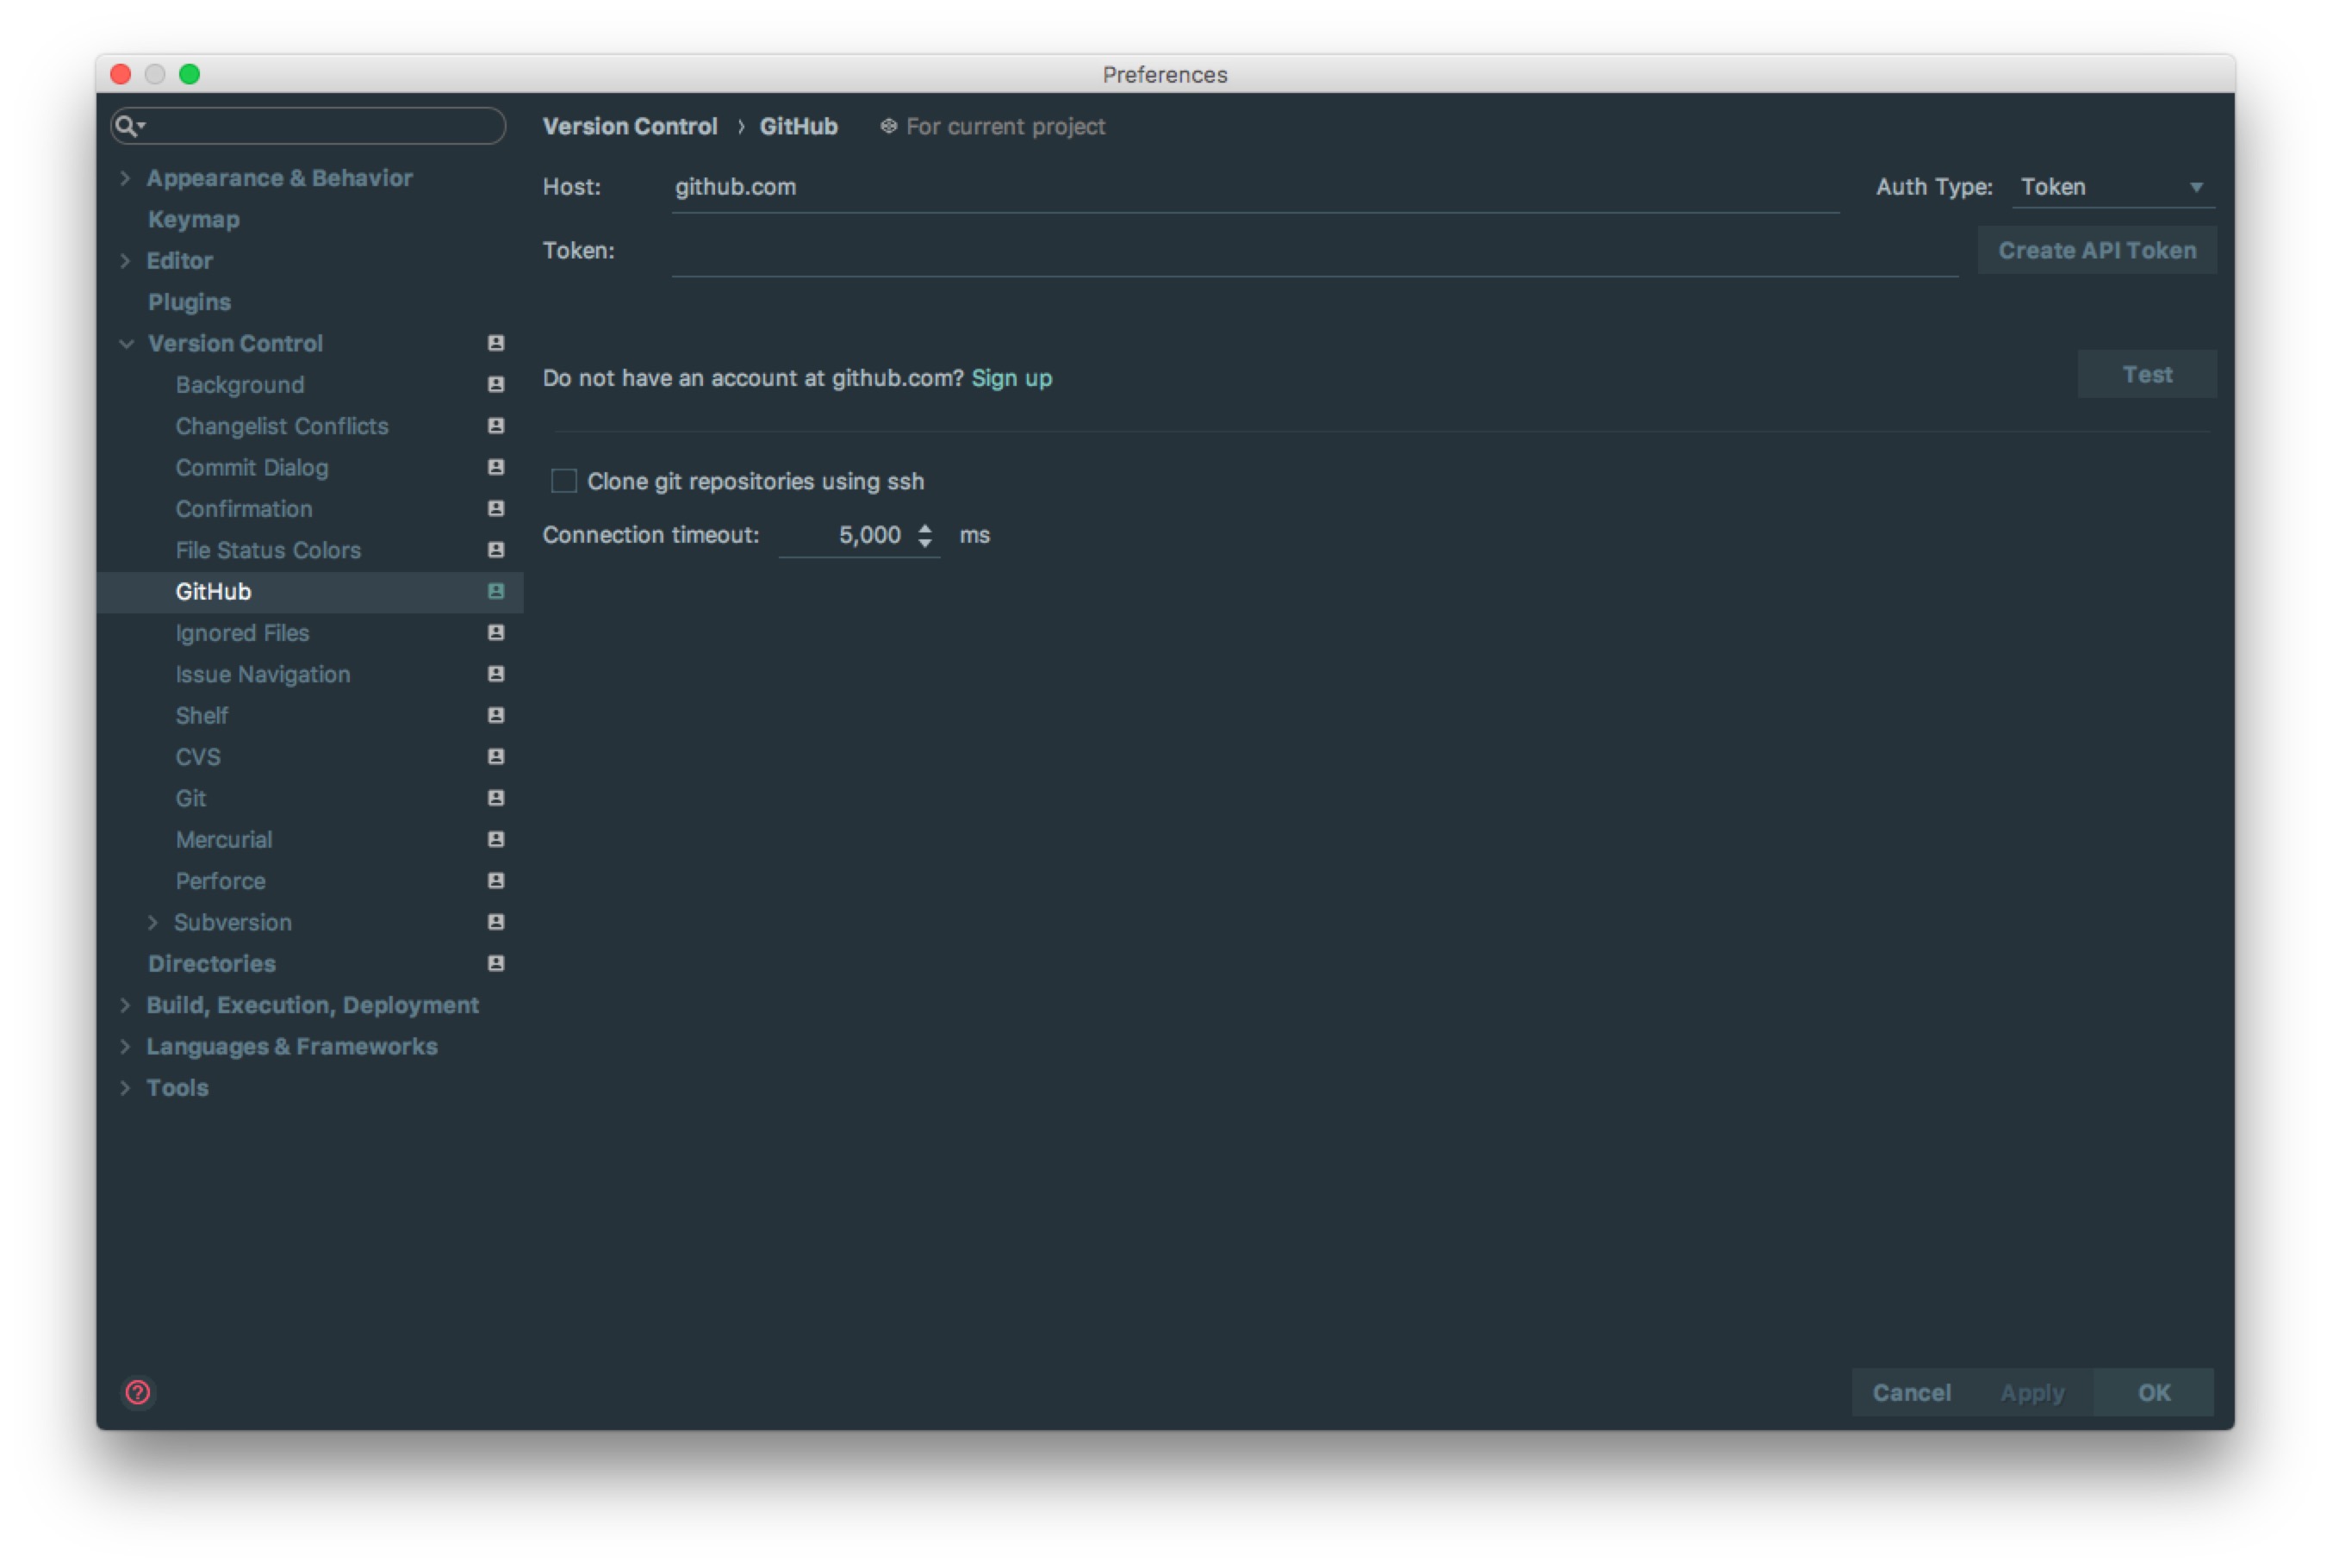 Preferences
Version Control › GitHub For current project
Appearance & Behavior
Keymap
Editor
Plugins
Version Control
Background
Changelist Conflicts
Commit Dialog
Confirmation
File Status Colors
GitHub
Ignored Files
Issue Navigation
Shelf
CVS
Git
Mercurial
Perforce
Subversion
Directories
Build, Execution, Deployment
Languages & Frameworks
Tools
Host: github.com Auth Type: Token
Token: Create API Token
Do not have an account at github.com? Sign up Test
Clone git repositories using ssh
Connection timeout: 5,000 ms
? Cancel Apply OK